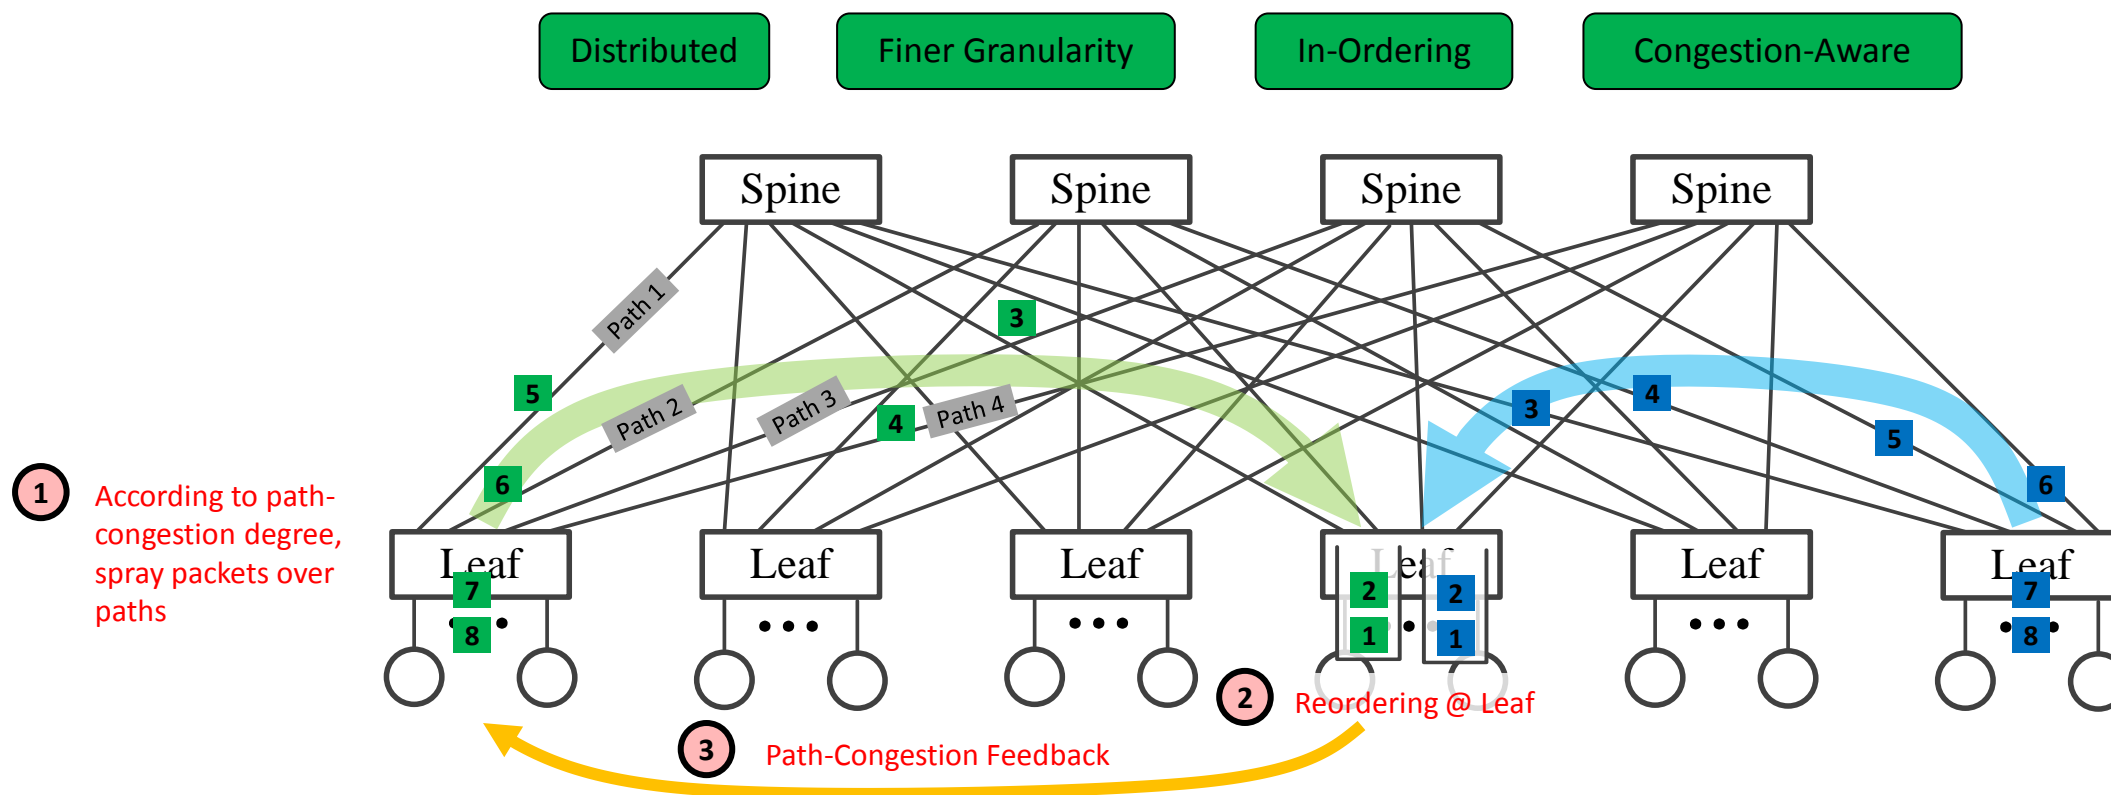 Distributed
Finer Granularity
In-Ordering
Congestion-Aware
Spine
Spine
Spine
Spine
Path 1
3
5
Path 2
Path 3
4
Path 4
3
4
5
6
6
1
According to path-
congestion degree,
spray packets over
paths
Leaf
Leaf
Leaf
Leaf
Leaf
Leaf
7
8
2
1
2
1
7
8
2
Reordering @ Leaf
3
Path-Congestion Feedback